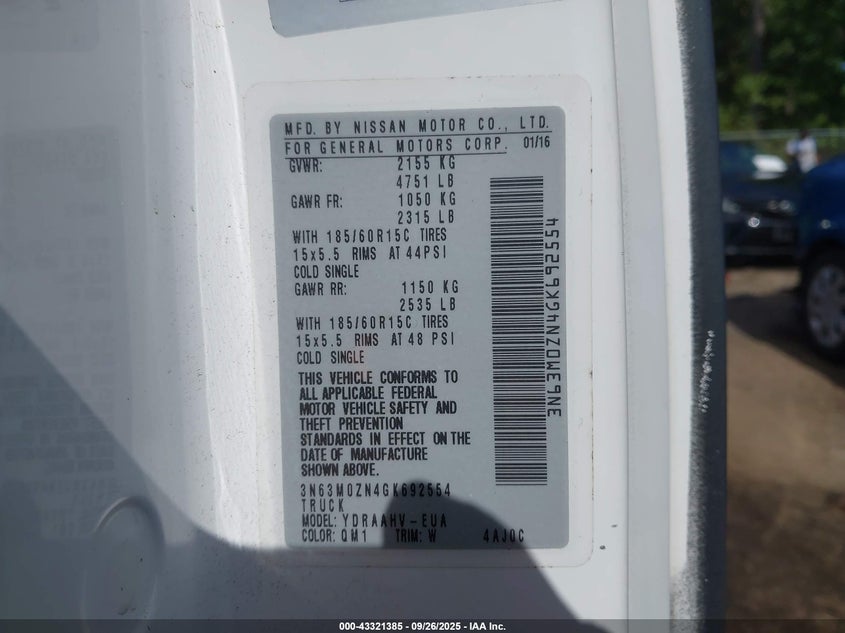 MFD. BY NISSAN MOTOR CO., LTD.
FOR GENERAL MOTORS CORP. 01/16
GVWR: 2155 KG
4751 LB
GAWR FR: 1050 KG
2315 LB
WITH 185/60R15C TIRES
15x5.5 RIMS AT 44PSI
COLD SINGLE
GAWR RR: 1150 KG
2535 LB
WITH 185/60R15C TIRES
15x5.5 RIMS AT 48 PSI
COLD SINGLE
THIS VEHICLE CONFORMS TO
ALL APPLICABLE FEDERAL
MOTOR VEHICLE SAFETY AND
THEFT PREVENTION
STANDARDS IN EFFECT ON THE
DATE OF MANUFACTURE
SHOWN ABOVE.
3N63M0ZN4GK692554
TRUCK
MODEL: YDRAAHV-EUA
COLOR: QM1 TRIM: W 4AJ0C
3N63M0ZN4GK692554
000-43321385 - 09/26/2025 - IAA Inc.